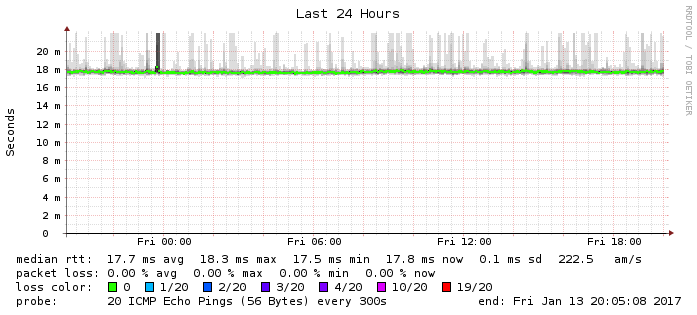 Last 24 Hours
RRDTOOL / TOBI OETIKER
Seconds
20 m
18 m
16 m
14 m
12 m
10 m
8 m
6 m
4 m
2 m
0
Fri 00:00 Fri 06:00 Fri 12:00 Fri 18:00
median rtt: 17.7 ms avg 18.3 ms max 17.5 ms min 17.8 ms now 0.1 ms sd 222.5 am/s
packet loss: 0.00 % avg 0.00 % max 0.00 % min 0.00 % now
loss color: 0 1/20 2/20 3/20 4/20 10/20 19/20
probe: 20 ICMP Echo Pings (56 Bytes) every 300s end: Fri Jan 13 20:05:08 2017